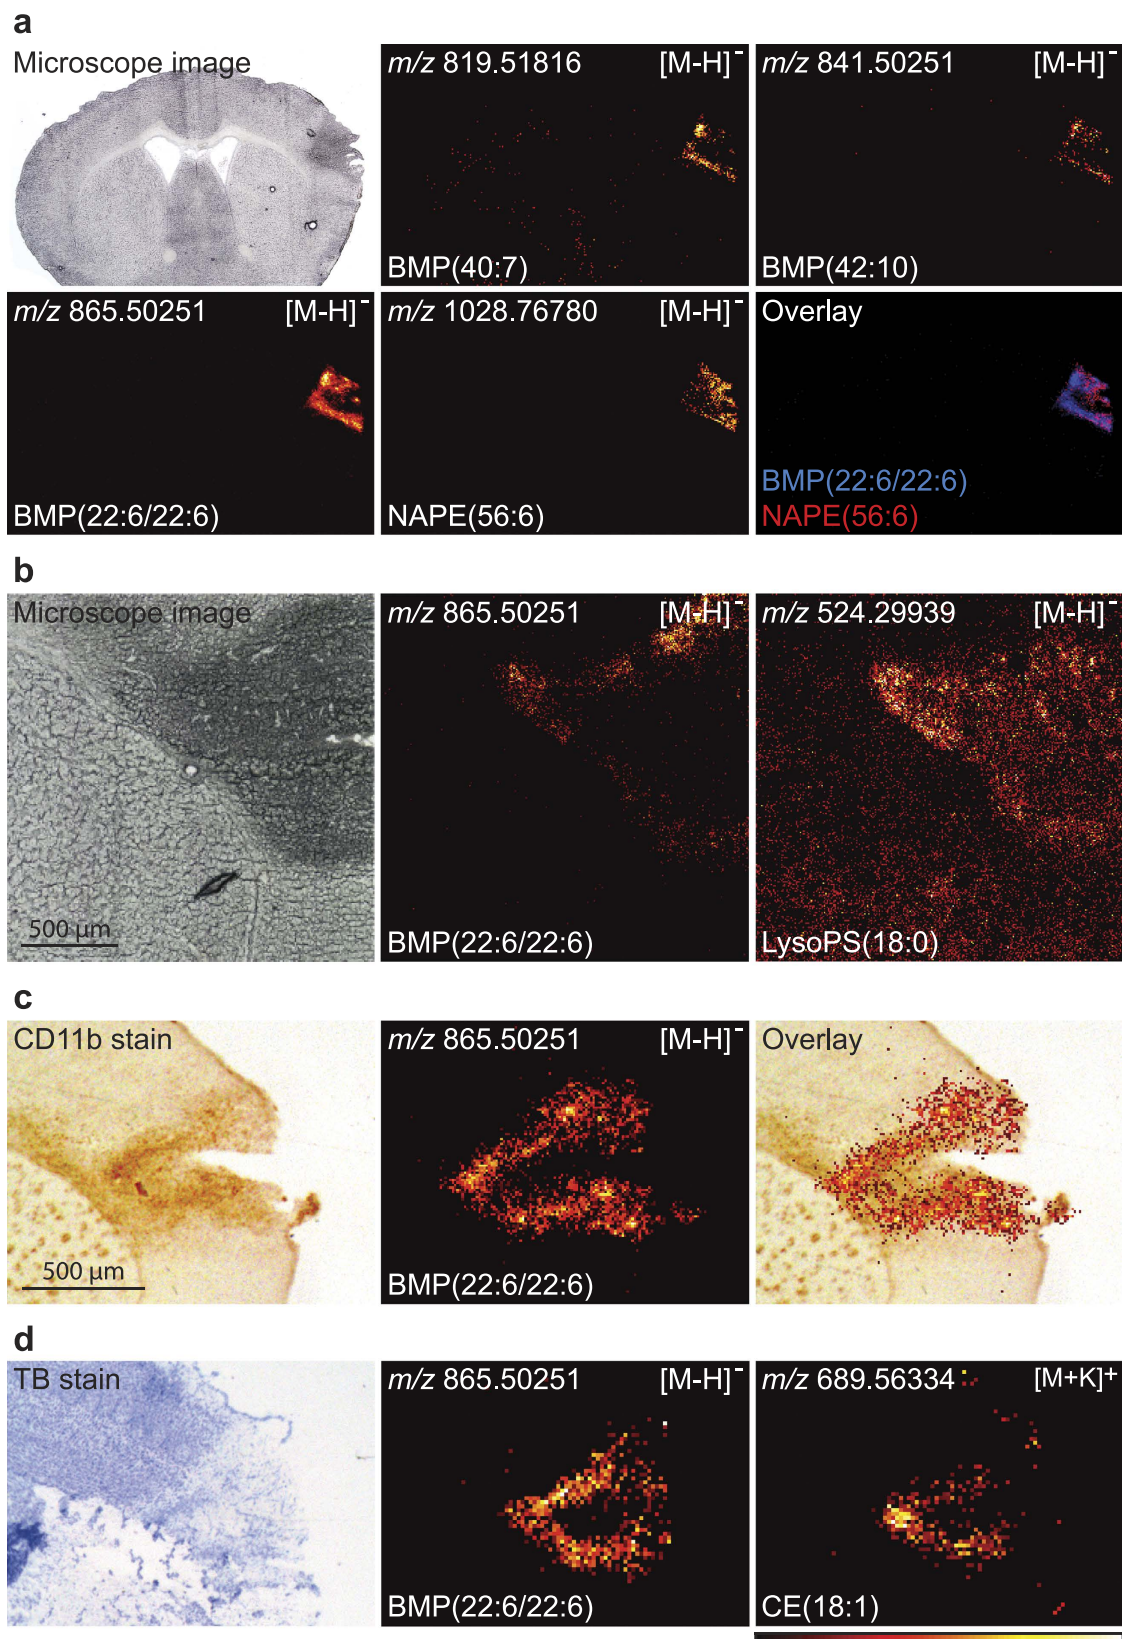 a
Microscope image
m/z 819.51816 [M-H]⁻
BMP(40:7)
m/z 841.50251 [M-H]⁻
BMP(42:10)
m/z 865.50251 [M-H]⁻
BMP(22:6/22:6)
m/z 1028.76780 [M-H]⁻
NAPE(56:6)
Overlay
BMP(22:6/22:6)
NAPE(56:6)
b
Microscope image
500 µm
m/z 865.50251 [M-H]⁻
BMP(22:6/22:6)
m/z 524.29939 [M-H]⁻
LysoPS(18:0)
c
CD11b stain
500 µm
m/z 865.50251 [M-H]⁻
BMP(22:6/22:6)
Overlay
d
TB stain
m/z 865.50251 [M-H]⁻
BMP(22:6/22:6)
m/z 689.56334 [M+K]⁺
CE(18:1)